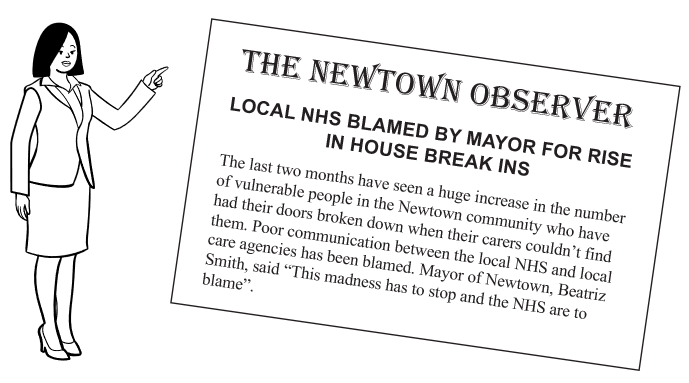 THE NEWTOWN OBSERVER
LOCAL NHS BLAMED BY MAYOR FOR RISE
IN HOUSE BREAK INS
The last two months have seen a huge increase in the number
of vulnerable people in the Newtown community who have
had their doors broken down when their carers couldn’t find
them. Poor communication between the local NHS and local
care agencies has been blamed. Mayor of Newtown, Beatriz
Smith, said “This madness has to stop and the NHS are to
blame”.